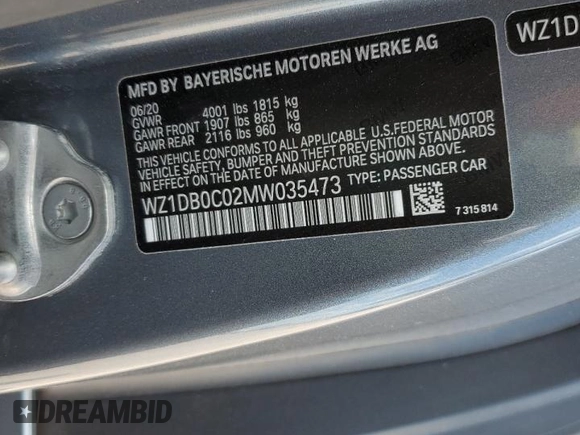 MFD BY BAYERISCHE MOTOREN WERKE AG
WZ1D
06/20
GVWR 4001 lbs 1815 kg
GAWR FRONT 1907 lbs 865 kg
GAWR REAR 2116 lbs 960 kg
THIS VEHICLE CONFORMS TO ALL APPLICABLE U.S.FEDERAL MOTOR
VEHICLE SAFETY, BUMPER, AND THEFT PREVENTION STANDARDS
IN EFFECT ON THE DATE OF MANUFACTURE SHOWN ABOVE.
WZ1DB0C02MW035473 TYPE: PASSENGER CAR
7 315 814
DREAMBID